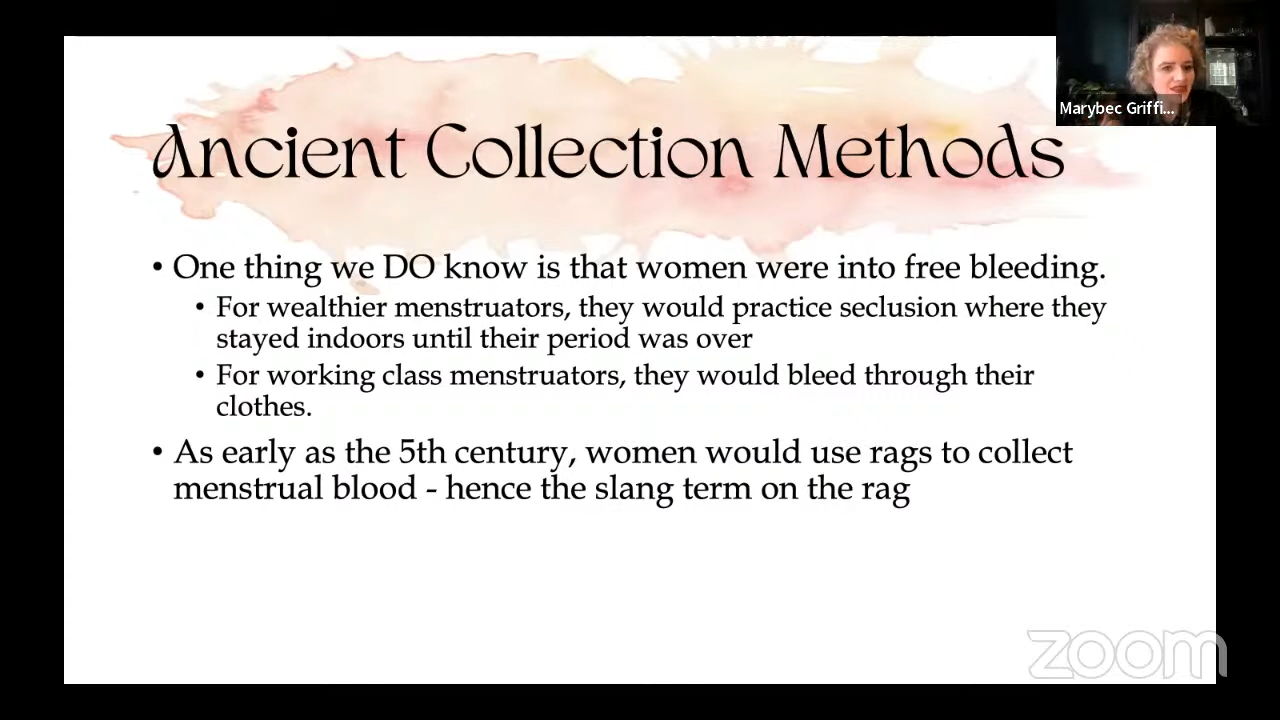 Marybec Griffi...
Ancient Collection Methods
• One thing we DO know is that women were into free bleeding.
• For wealthier menstruators, they would practice seclusion where they
stayed indoors until their period was over
• For working class menstruators, they would bleed through their
clothes.
• As early as the 5th century, women would use rags to collect
menstrual blood - hence the slang term on the rag
zoom